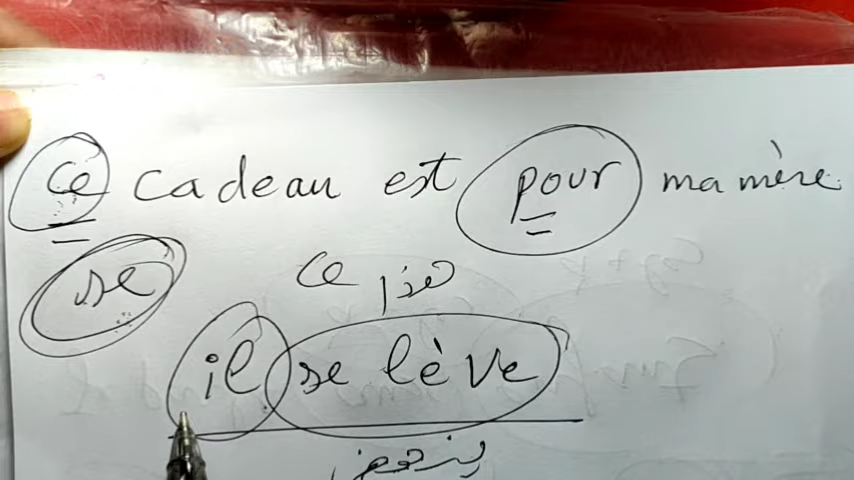 ce cadeau est pour ma mère
se ce هذا
il se lève
ينهض